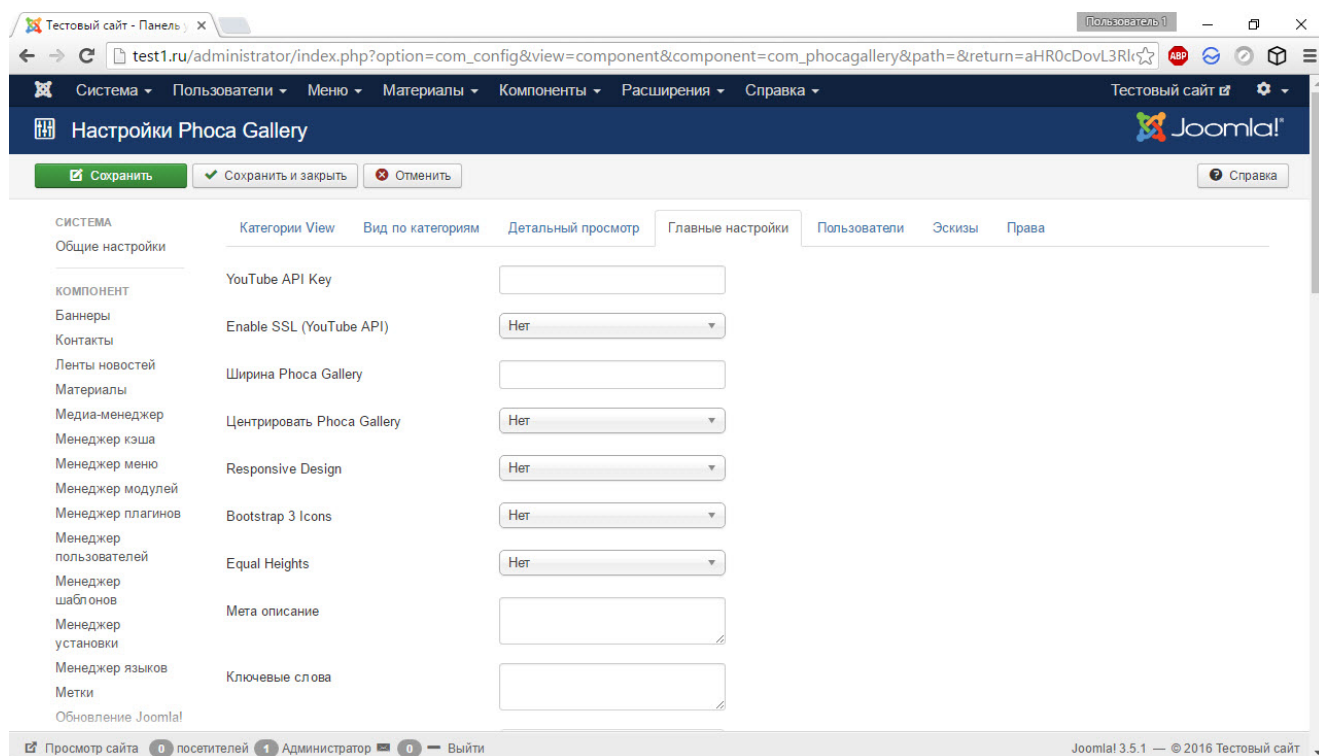 Тестовый сайт - Панель у
Пользователь 1
test1.ru/administrator/index.php?option=com_config&view=component&component=com_phocagallery&path=&return=aHR0cDovL3Rlc
ABP
Система Пользователи Меню Материалы Компоненты Расширения Справка Тестовый сайт
Настройки Phoca Gallery Joomla!
Сохранить Сохранить и закрыть Отменить Справка
СИСТЕМА
Общие настройки
КОМПОНЕНТ
Баннеры
Контакты
Ленты новостей
Материалы
Медиа-менеджер
Менеджер кэша
Менеджер меню
Менеджер модулей
Менеджер плагинов
Менеджер
пользователей
Менеджер
шаблонов
Менеджер
установки
Менеджер языков
Метки
Обновление Joomla!
Категории View Вид по категориям Детальный просмотр Главные настройки Пользователи Эскизы Права
YouTube API Key
Enable SSL (YouTube API) Нет
Ширина Phoca Gallery
Центрировать Phoca Gallery Нет
Responsive Design Нет
Bootstrap 3 Icons Нет
Equal Heights Нет
Мета описание
Ключевые слова
Просмотр сайта 0 посетителей 1 Администратор 0 Выйти Joomla! 3.5.1 — © 2016 Тестовый сайт